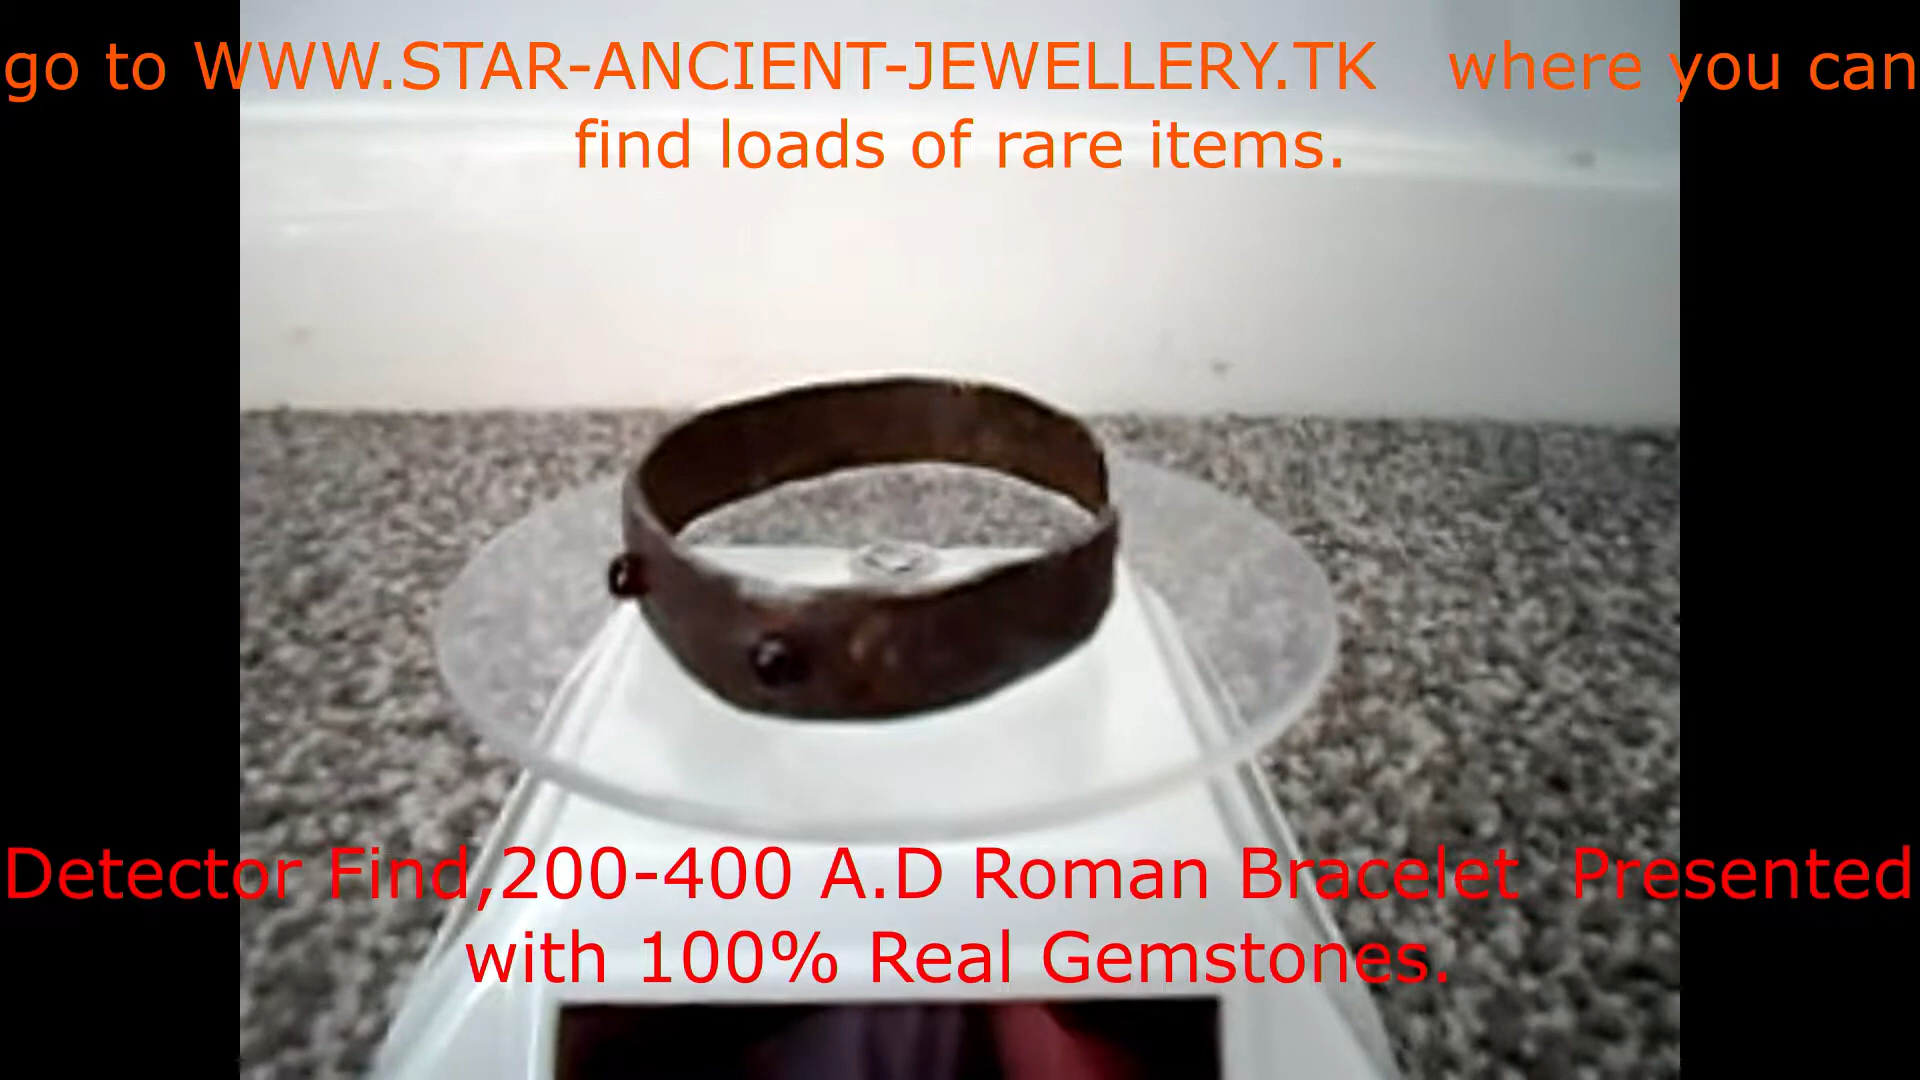 go to WWW.STAR-ANCIENT-JEWELLERY.TK   where you can
find loads of rare items.
Detector Find,200-400 A.D Roman Bracelet  Presented
with 100% Real Gemstones.